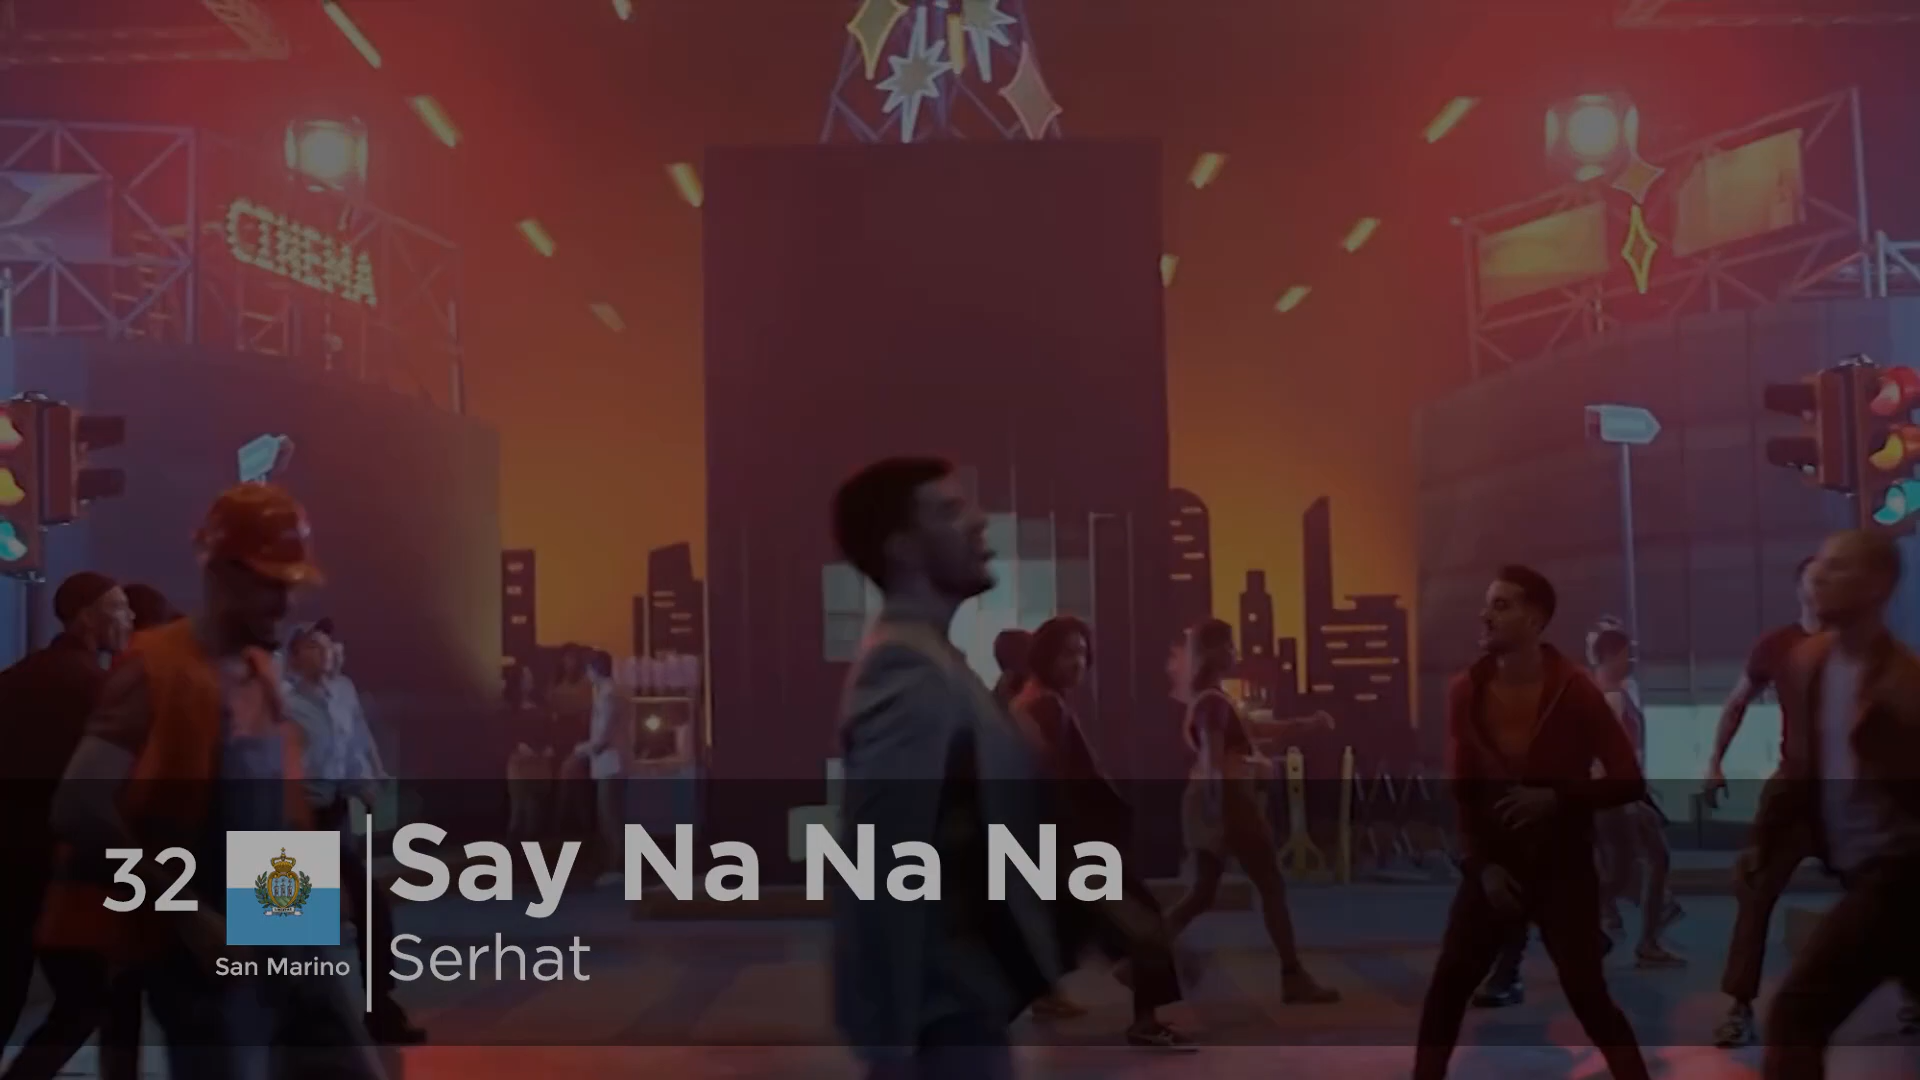 CINEMA
32
Say Na Na Na
San Marino
Serhat